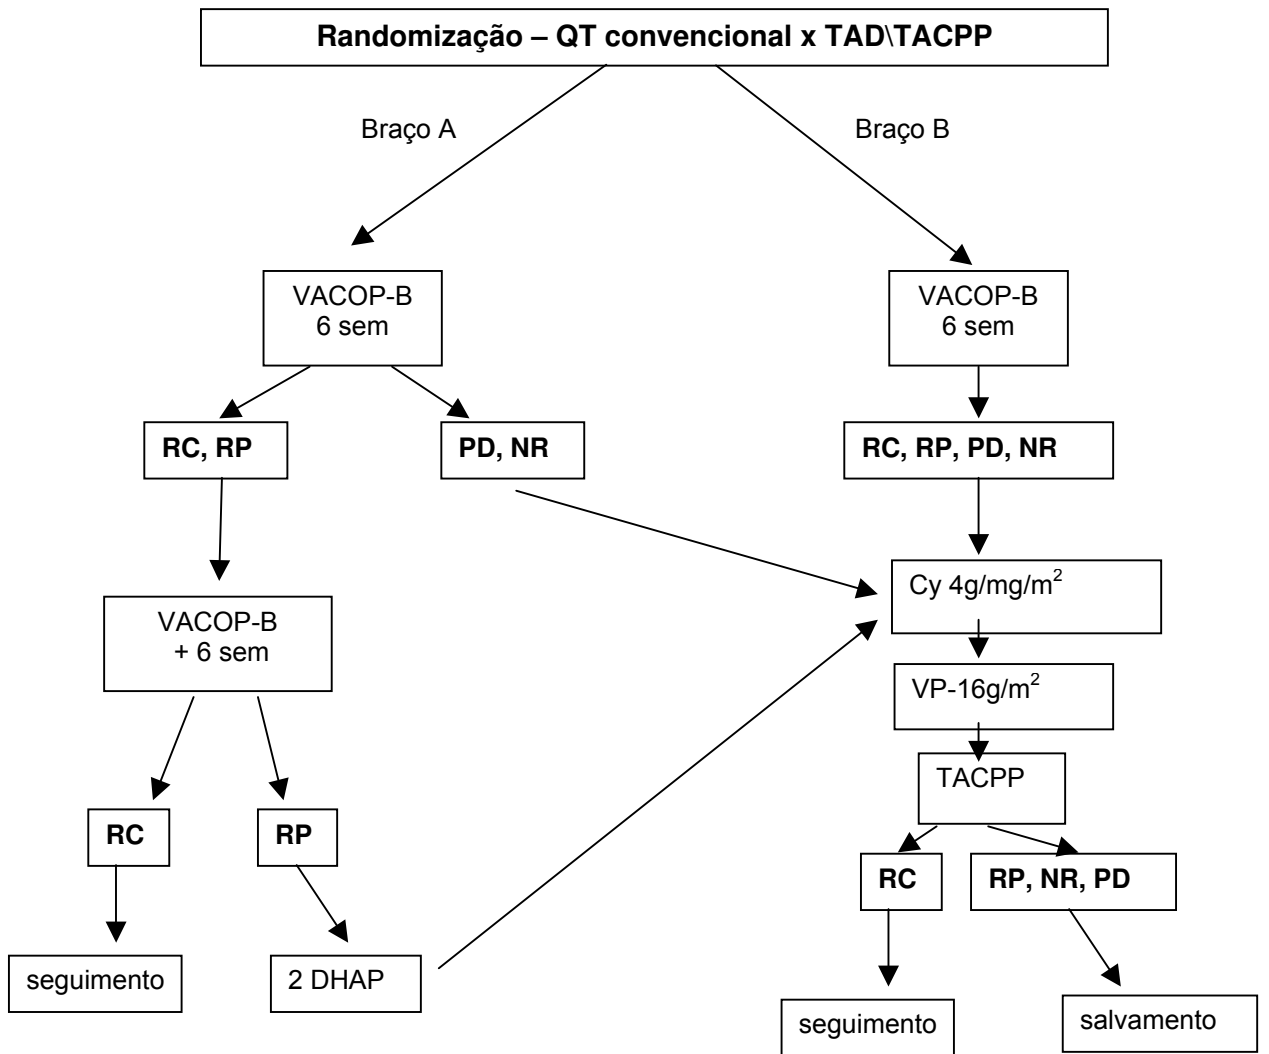 Randomização – QT convencional x TAD\TACPP
Braço A
Braço B
VACOP-B
6 sem
VACOP-B
6 sem
RC, RP
PD, NR
RC, RP, PD, NR
Cy 4g/mg/m²
VACOP-B
+ 6 sem
VP-16g/m²
TACPP
RC
RP
RC
RP, NR, PD
seguimento
2 DHAP
seguimento
salvamento